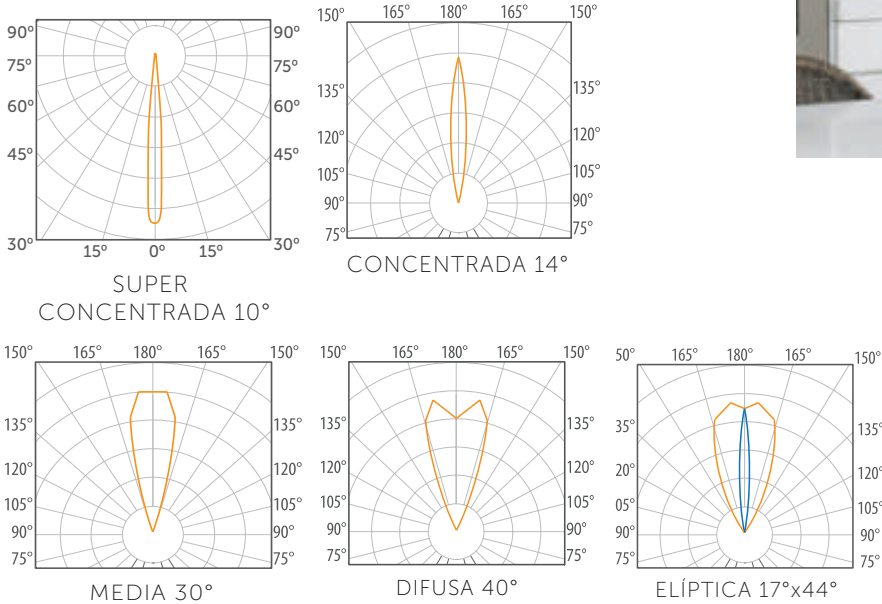 90° 90°
75° 75°
60° 60°
45° 45°
30° 15° 0° 15° 30°
SUPER
CONCENTRADA 10°
150° 165° 180° 165° 150°
135° 135°
120° 120°
105° 105°
90° 90°
75° 75°
CONCENTRADA 14°
150° 165° 180° 165° 150°
135° 135°
120° 120°
105° 105°
90° 90°
75° 75°
MEDIA 30°
150° 165° 180° 165° 150°
135° 135°
120° 120°
105° 105°
90° 90°
75° 75°
DIFUSA 40°
50° 165° 180° 165° 150°
35° 135°
20° 120°
05° 105°
90° 90°
75° 75°
ELÍPTICA 17°x44°